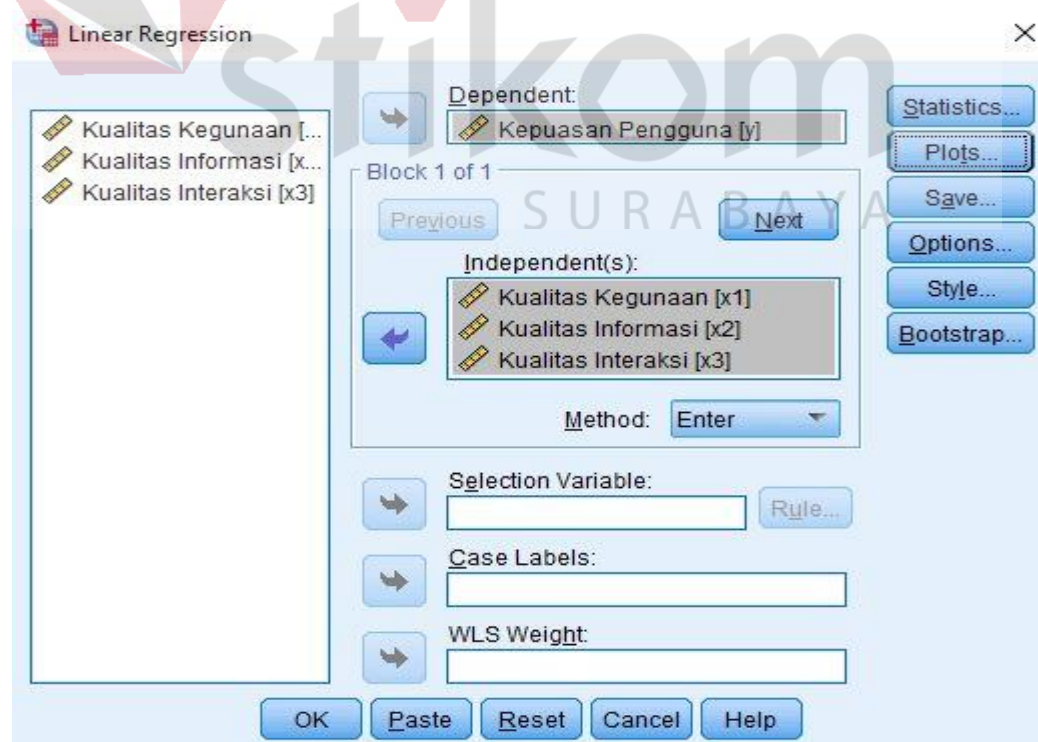 Linear Regression
stikom
SURABAYA
Kualitas Kegunaan [...
Kualitas Informasi [x...
Kualitas Interaksi [x3]
Dependent:
Kepuasan Pengguna [y]
Block 1 of 1
Previous
Next
Independent(s):
Kualitas Kegunaan [x1]
Kualitas Informasi [x2]
Kualitas Interaksi [x3]
Method: Enter
Selection Variable:
Rule...
Case Labels:
WLS Weight:
Statistics...
Plots...
Save...
Options...
Style...
Bootstrap...
OK Paste Reset Cancel Help